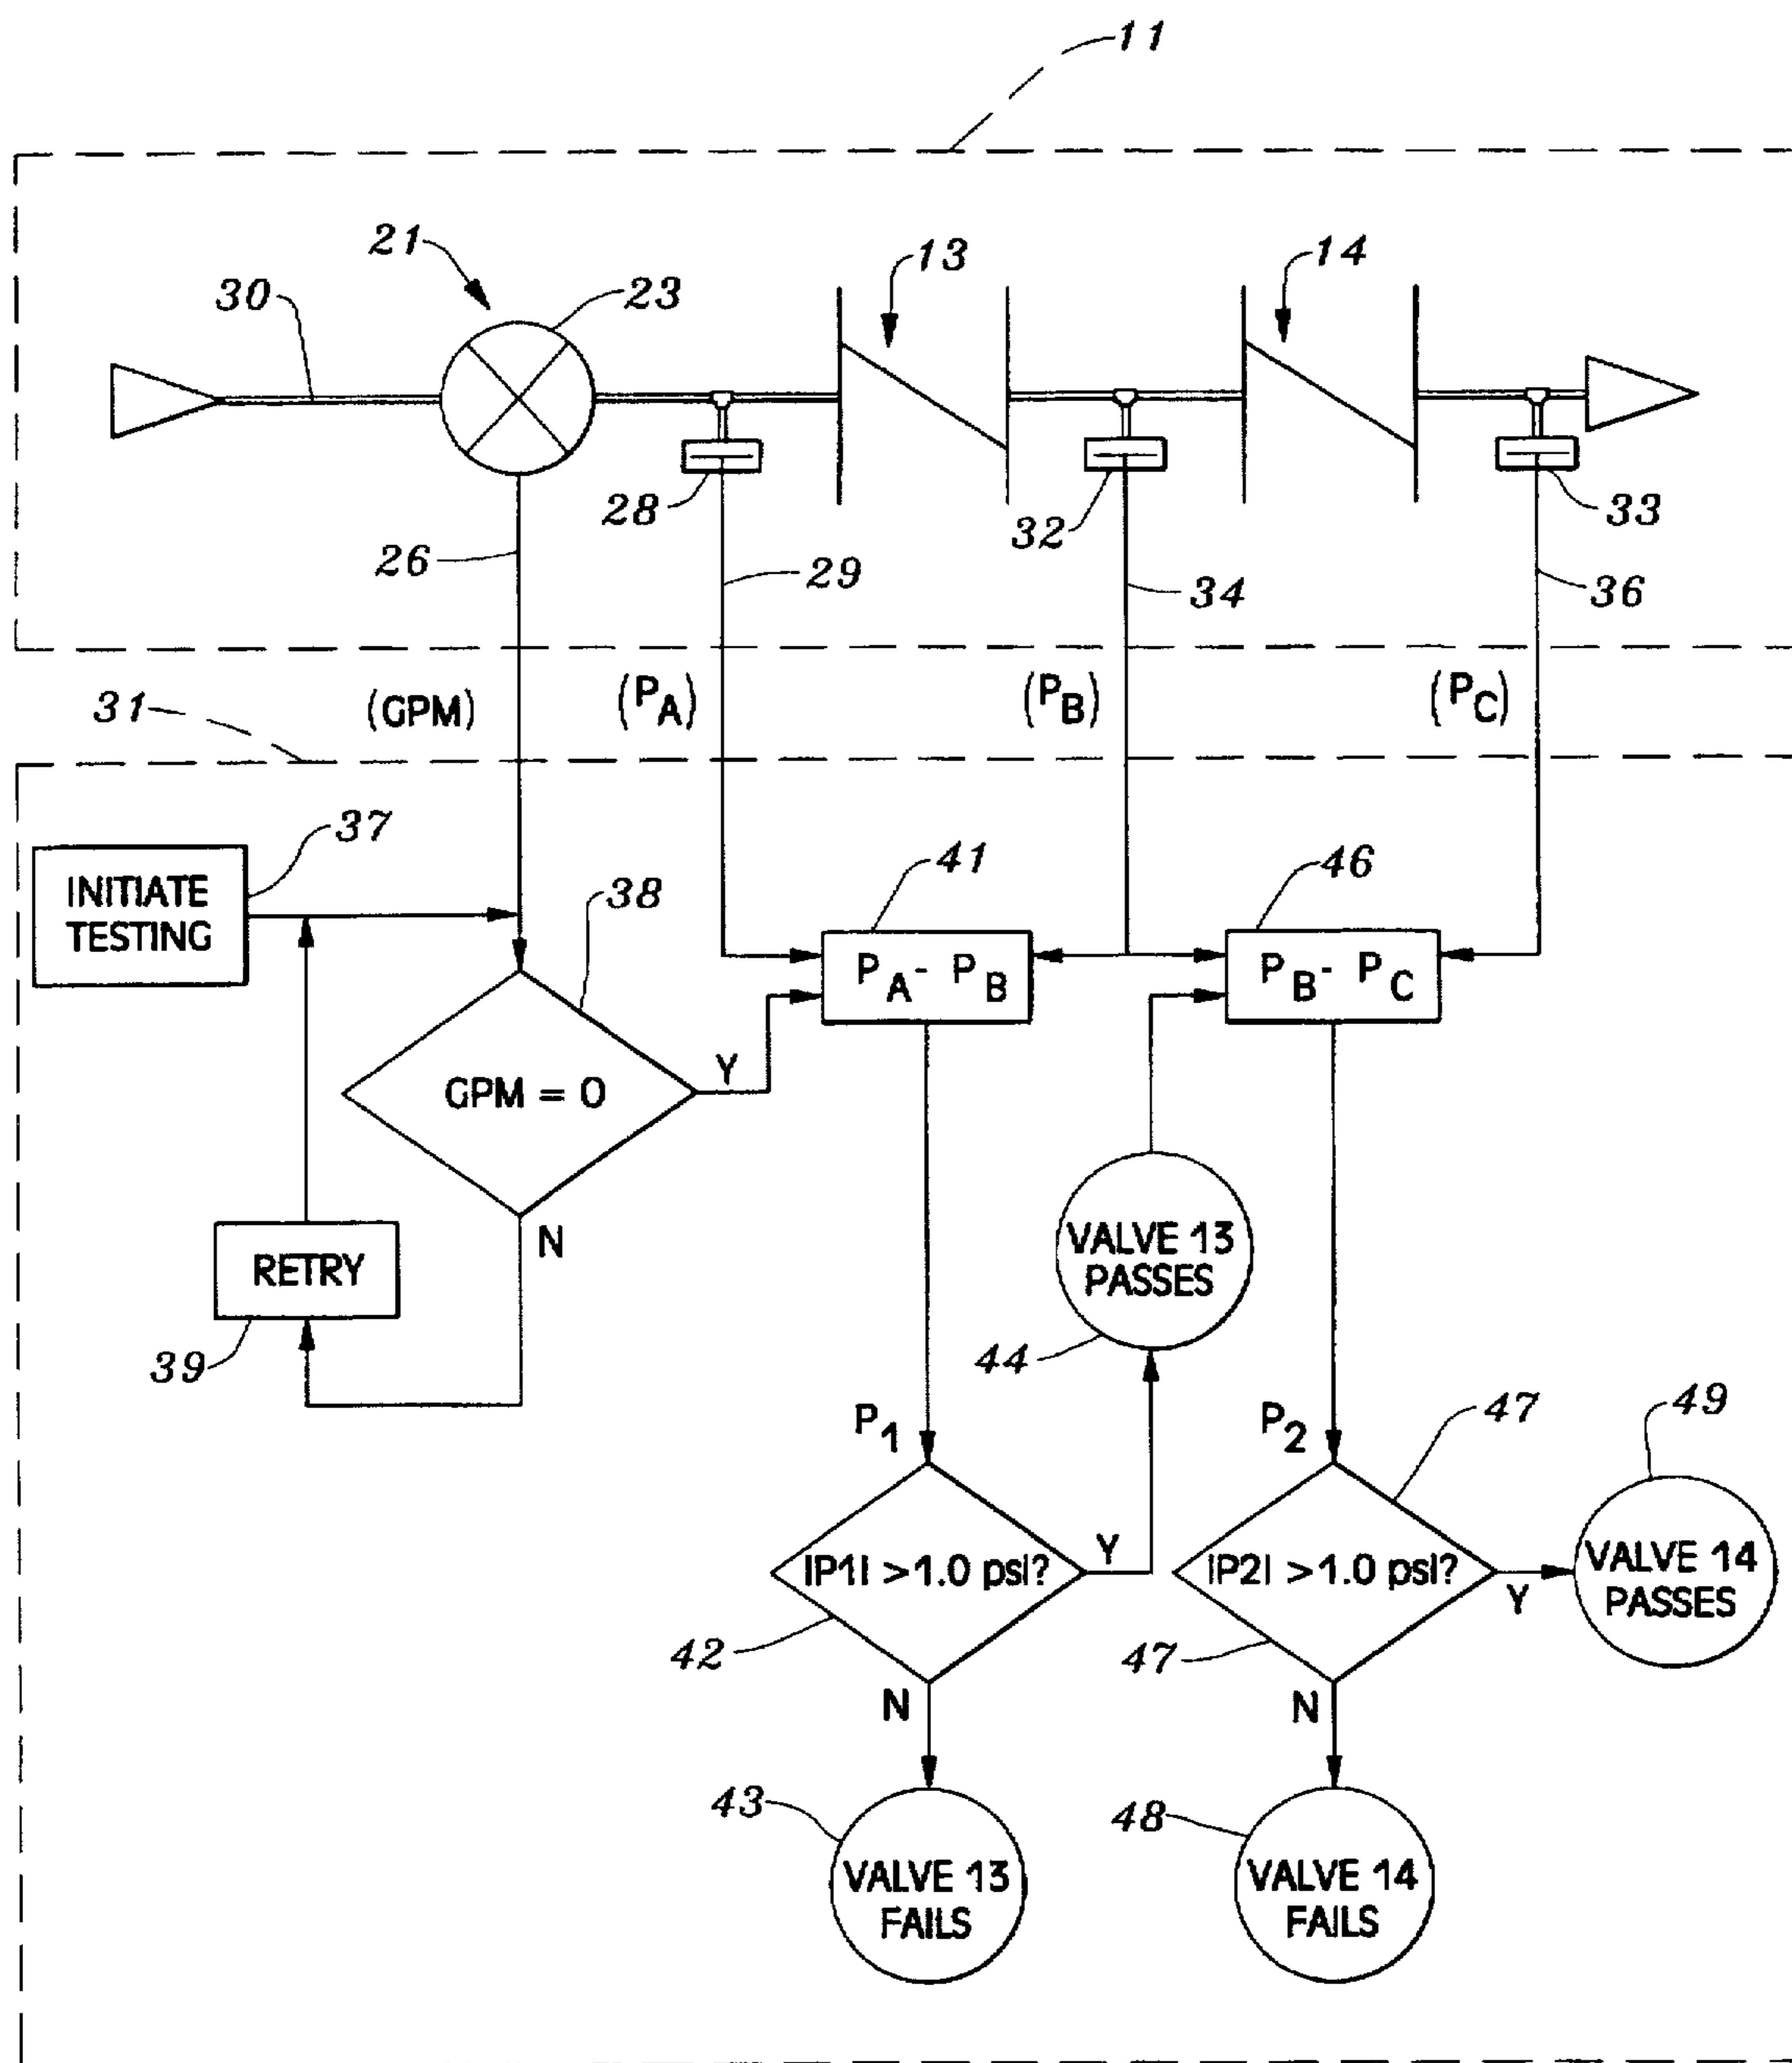 11
21
23
13
14
30
28
32
33
26
29
34
36
31
(GPM)
(PA)
(PB)
(PC)
37
INITIATE
TESTING
38
41
46
PA - PB
PB - PC
GPM = 0
Y
N
RETRY
39
VALVE 13
PASSES
44
P1
P2
47
49
|P1| >1.0 psi?
Y
|P2| >1.0 psi?
Y
VALVE 14
PASSES
42
47
N
N
43
48
VALVE 13
FAILS
VALVE 14
FAILS